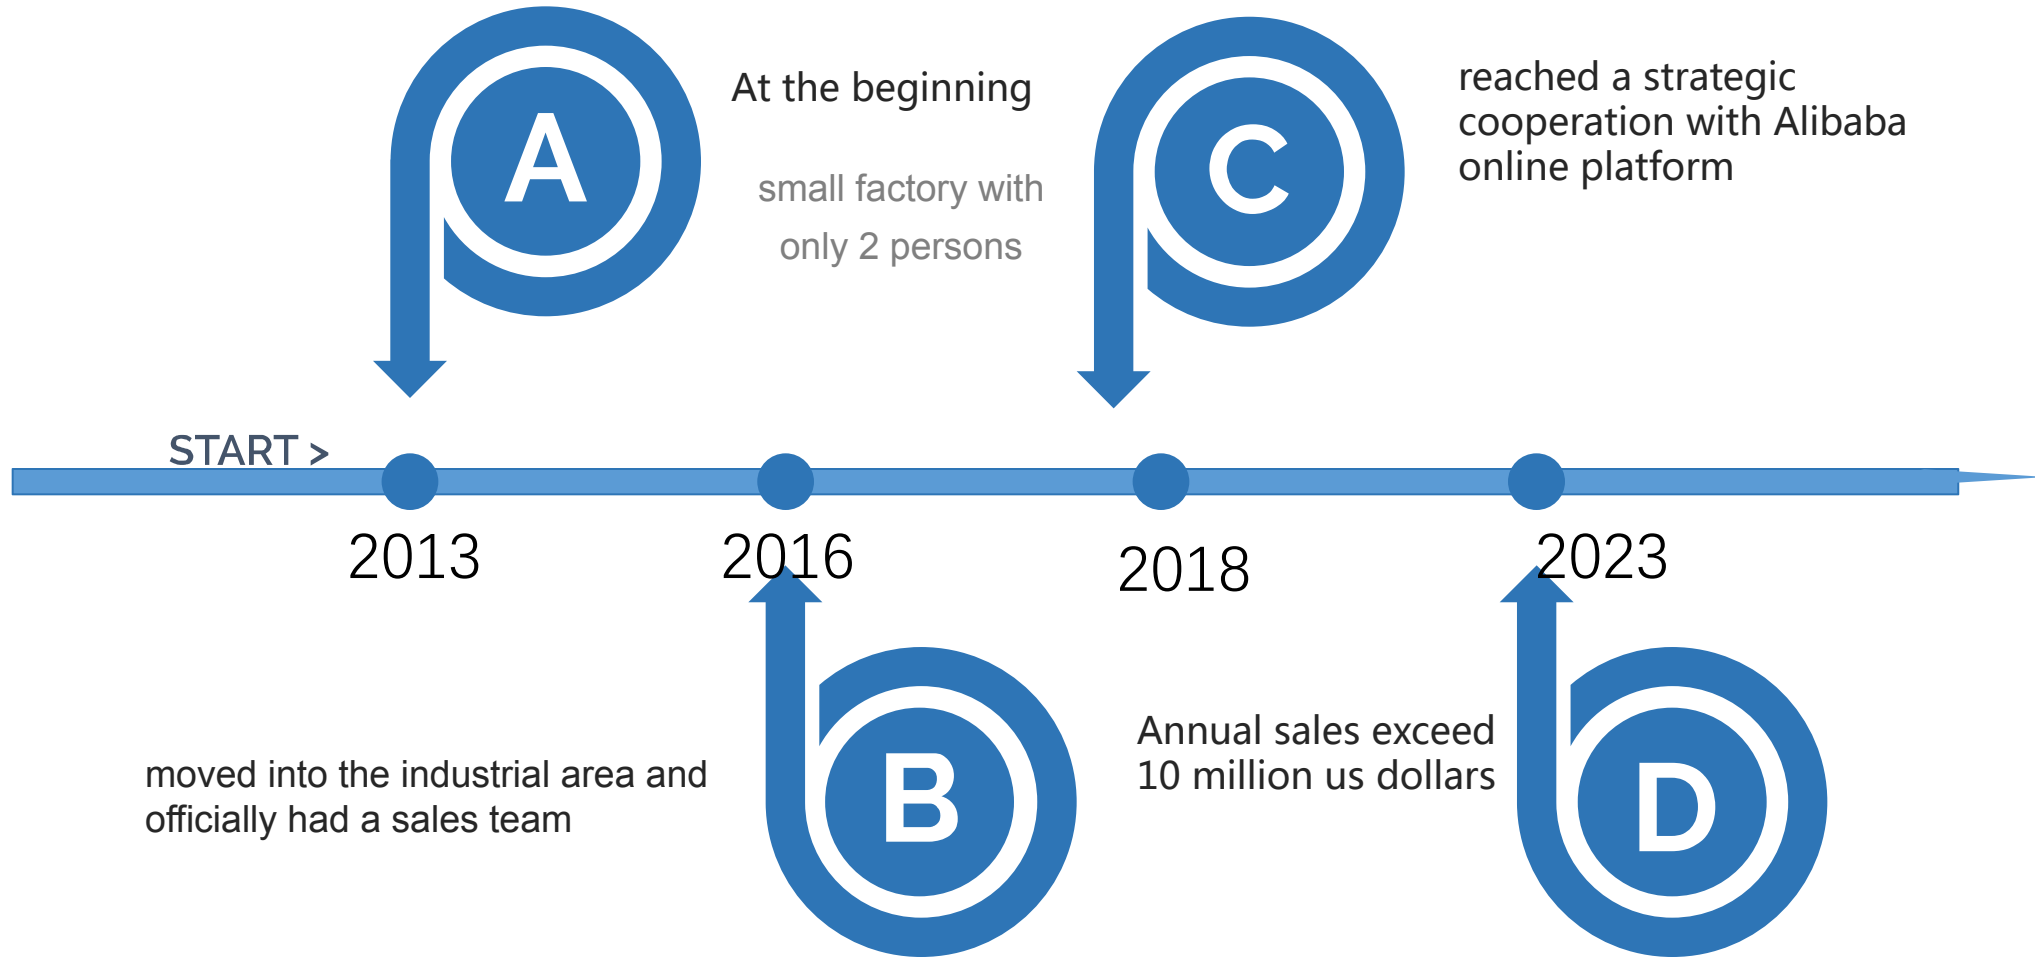 A
At the beginning
small factory with
only 2 persons
C
reached a strategic
cooperation with Alibaba
online platform
START >
2013
2016
2018
2023
moved into the industrial area and
officially had a sales team
B
Annual sales exceed
10 million us dollars
D